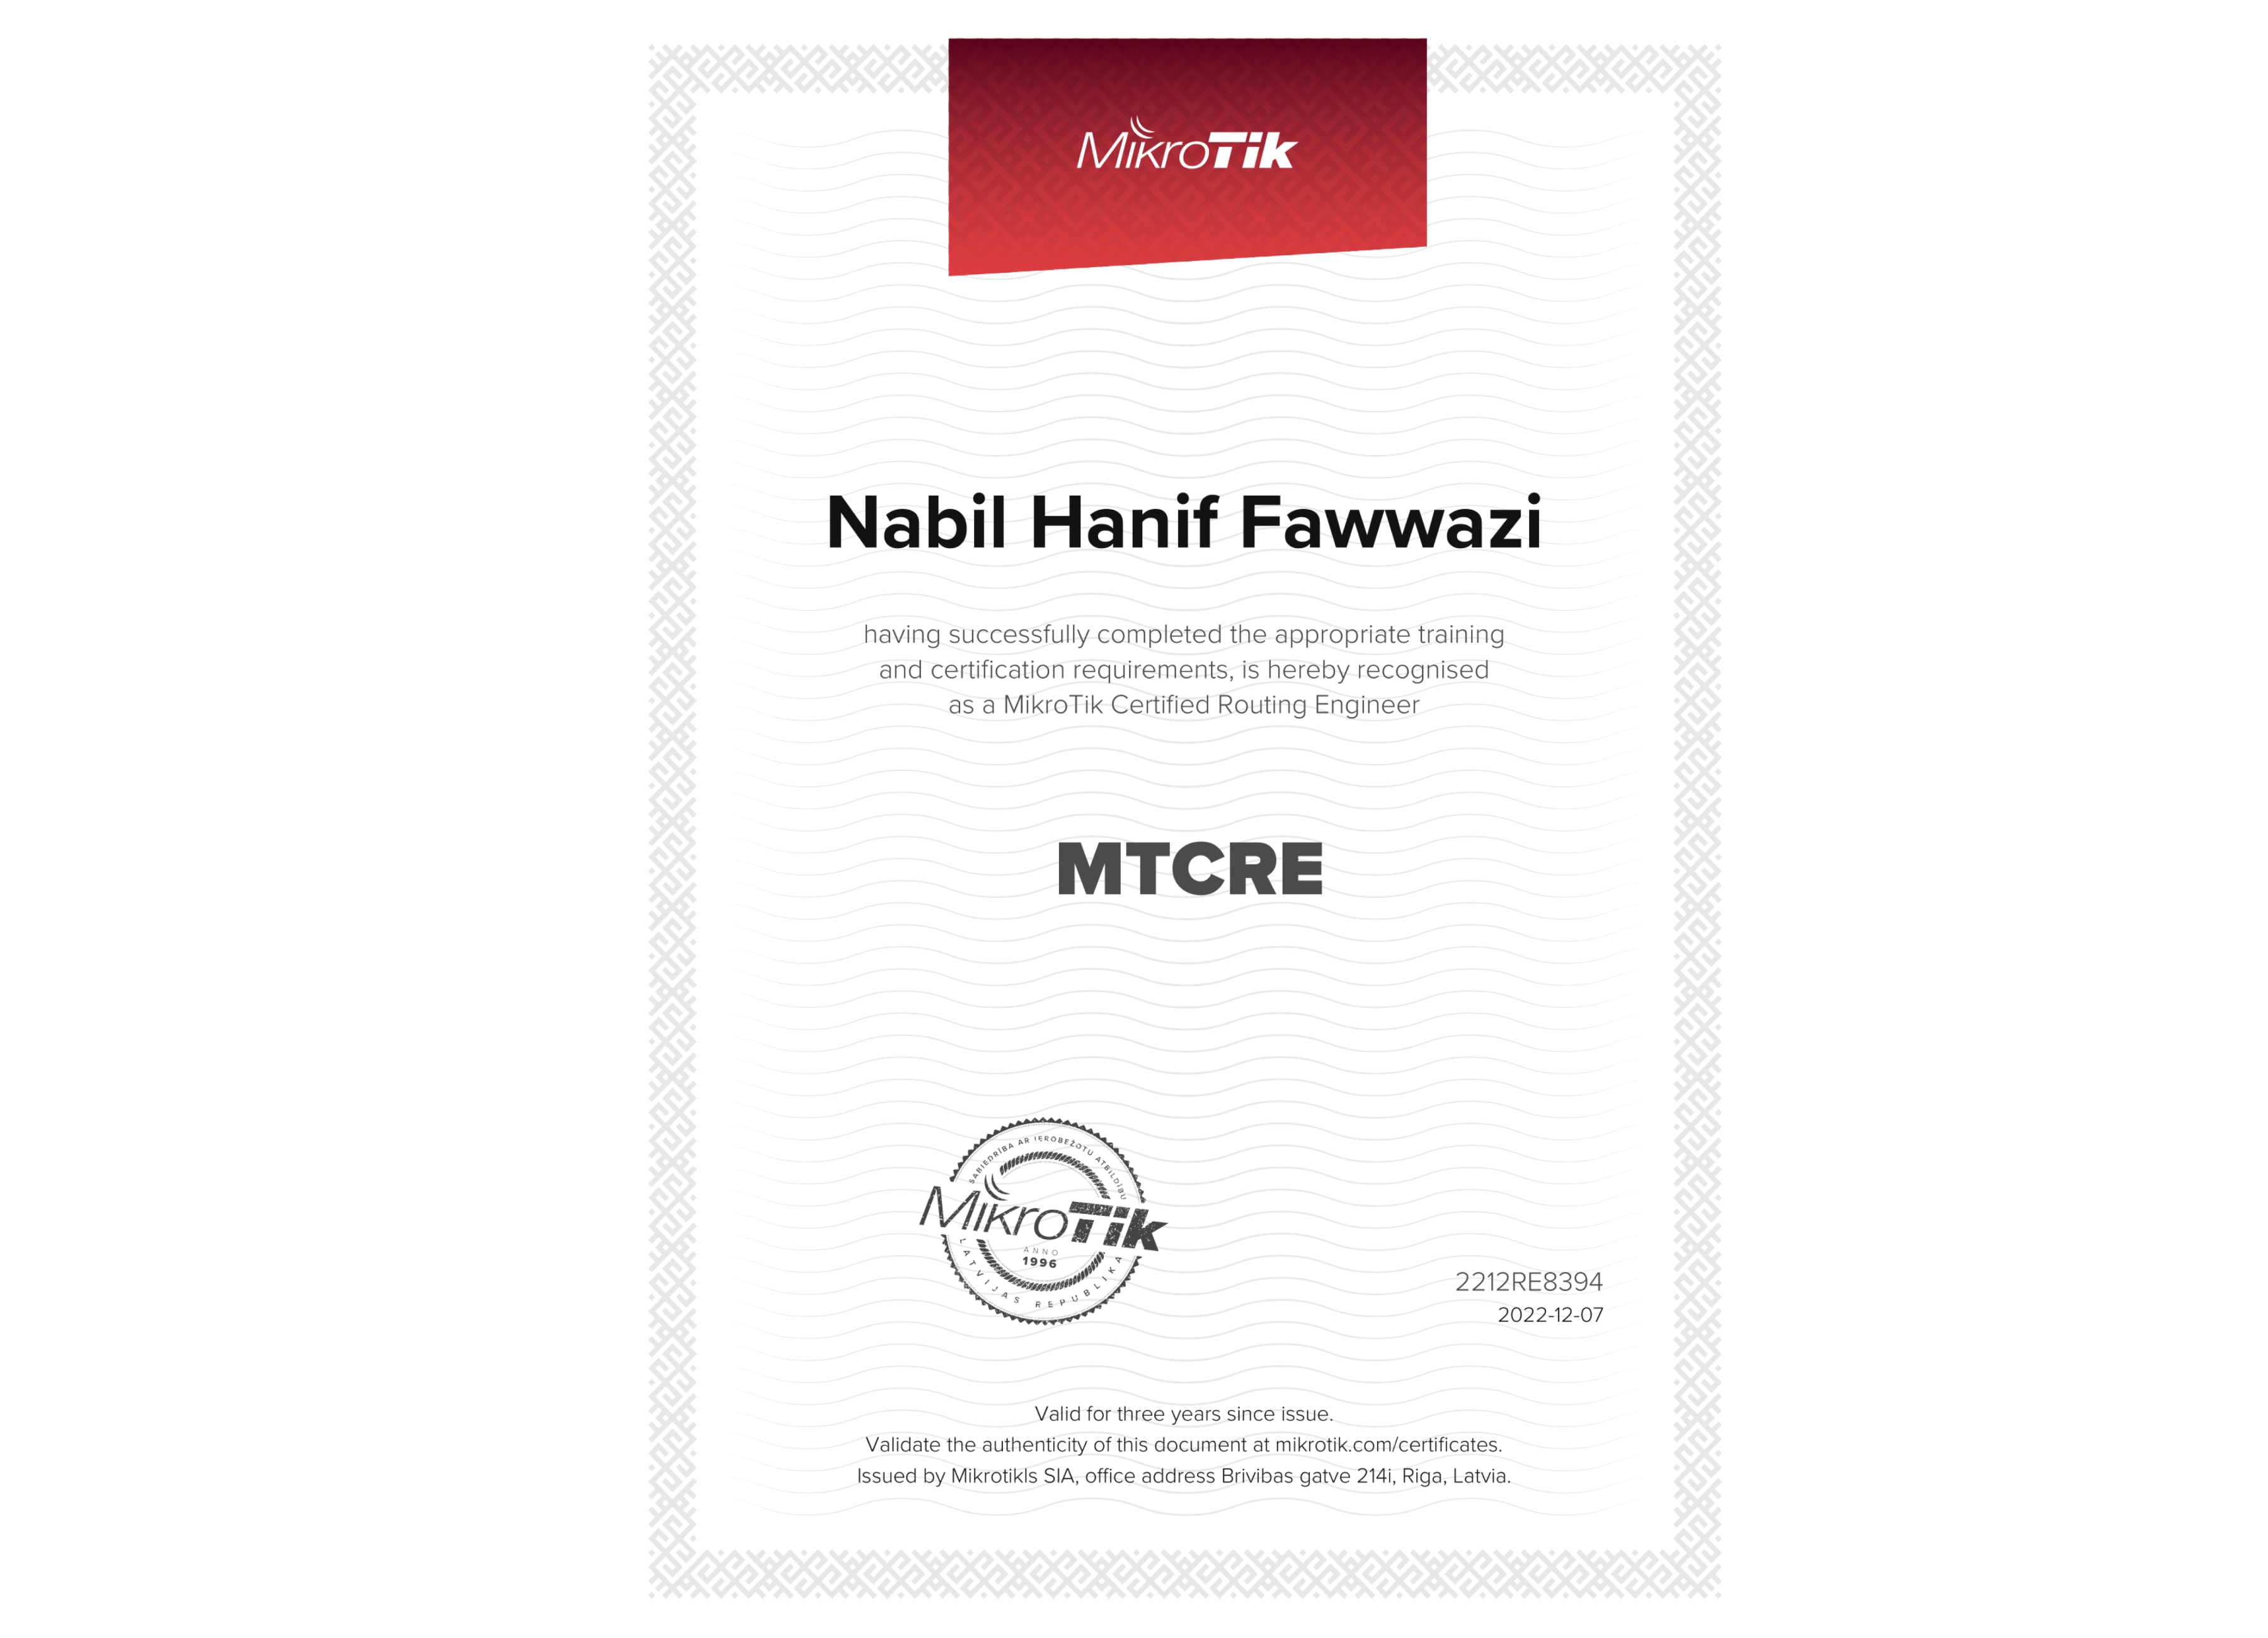 MikroTik
Nabil Hanif Fawwazi
having successfully completed the appropriate training
and certification requirements, is hereby recognised
as a MikroTik Certified Routing Engineer
MTCRE
SABIEDRĪBA AR IEROBEŽOTU ATBILDĪBU
MikroTik
ANNO
1996
LATVIJAS REPUBLIKA
2212RE8394
2022-12-07
Valid for three years since issue.
Validate the authenticity of this document at mikrotik.com/certificates.
Issued by Mikrotikls SIA, office address Brivibas gatve 214i, Riga, Latvia.